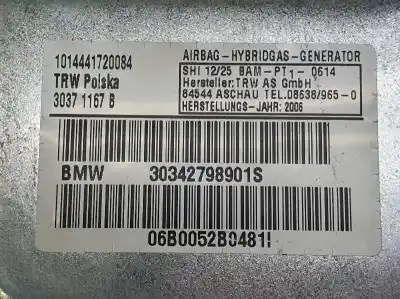 1014441720084
TRW Polska
3037 1167 B
AIRBAG-HYBRIDGAS-GENERATOR
SHI 12/25 BAM-PT1-0614
Hersteller:TRW AS GmbH
84544 ASCHAU TEL.08638/965-0
HERSTELLUNGS-JAHR: 2006
BMW 30342798901S
06B0052B0481I